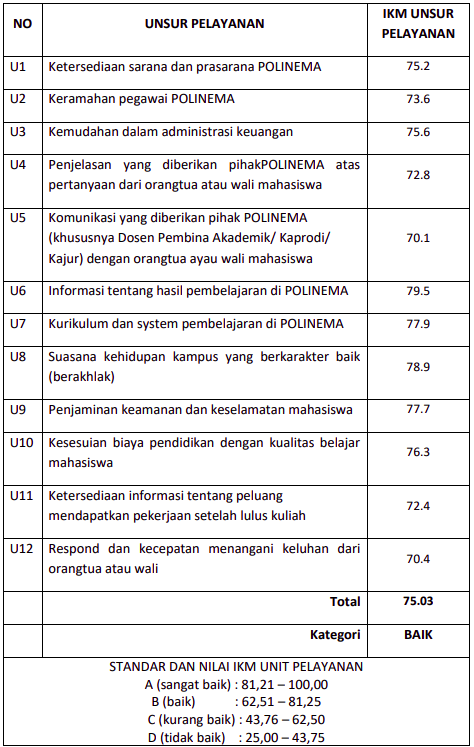 NO UNSUR PELAYANAN IKM UNSUR
PELAYANAN
U1 Ketersediaan sarana dan prasarana POLINEMA 75.2
U2 Keramahan pegawai POLINEMA 73.6
U3 Kemudahan dalam administrasi keuangan 75.6
U4 Penjelasan yang diberikan pihakPOLINEMA atas
pertanyaan dari orangtua atau wali mahasiswa 72.8
U5 Komunikasi yang diberikan pihak POLINEMA
(khususnya Dosen Pembina Akademik/ Kaprodi/ 70.1
Kajur) dengan orangtua ayau wali mahasiswa
U6 Informasi tentang hasil pembelajaran di POLINEMA 79.5
U7 Kurikulum dan system pembelajaran di POLINEMA 77.9
U8 Suasana kehidupan kampus yang berkarakter baik 78.9
(berakhlak)
U9 Penjaminan keamanan dan keselamatan mahasiswa 77.7
U10 Kesesuian biaya pendidikan dengan kualitas belajar 76.3
mahasiswa
U11 Ketersediaan informasi tentang peluang 72.4
mendapatkan pekerjaan setelah lulus kuliah
U12 Respond dan kecepatan menangani keluhan dari 70.4
orangtua atau wali
Total 75.03
Kategori BAIK
STANDAR DAN NILAI IKM UNIT PELAYANAN
A (sangat baik) : 81,21 – 100,00
B (baik) : 62,51 – 81,25
C (kurang baik) : 43,76 – 62,50
D (tidak baik) : 25,00 – 43,75